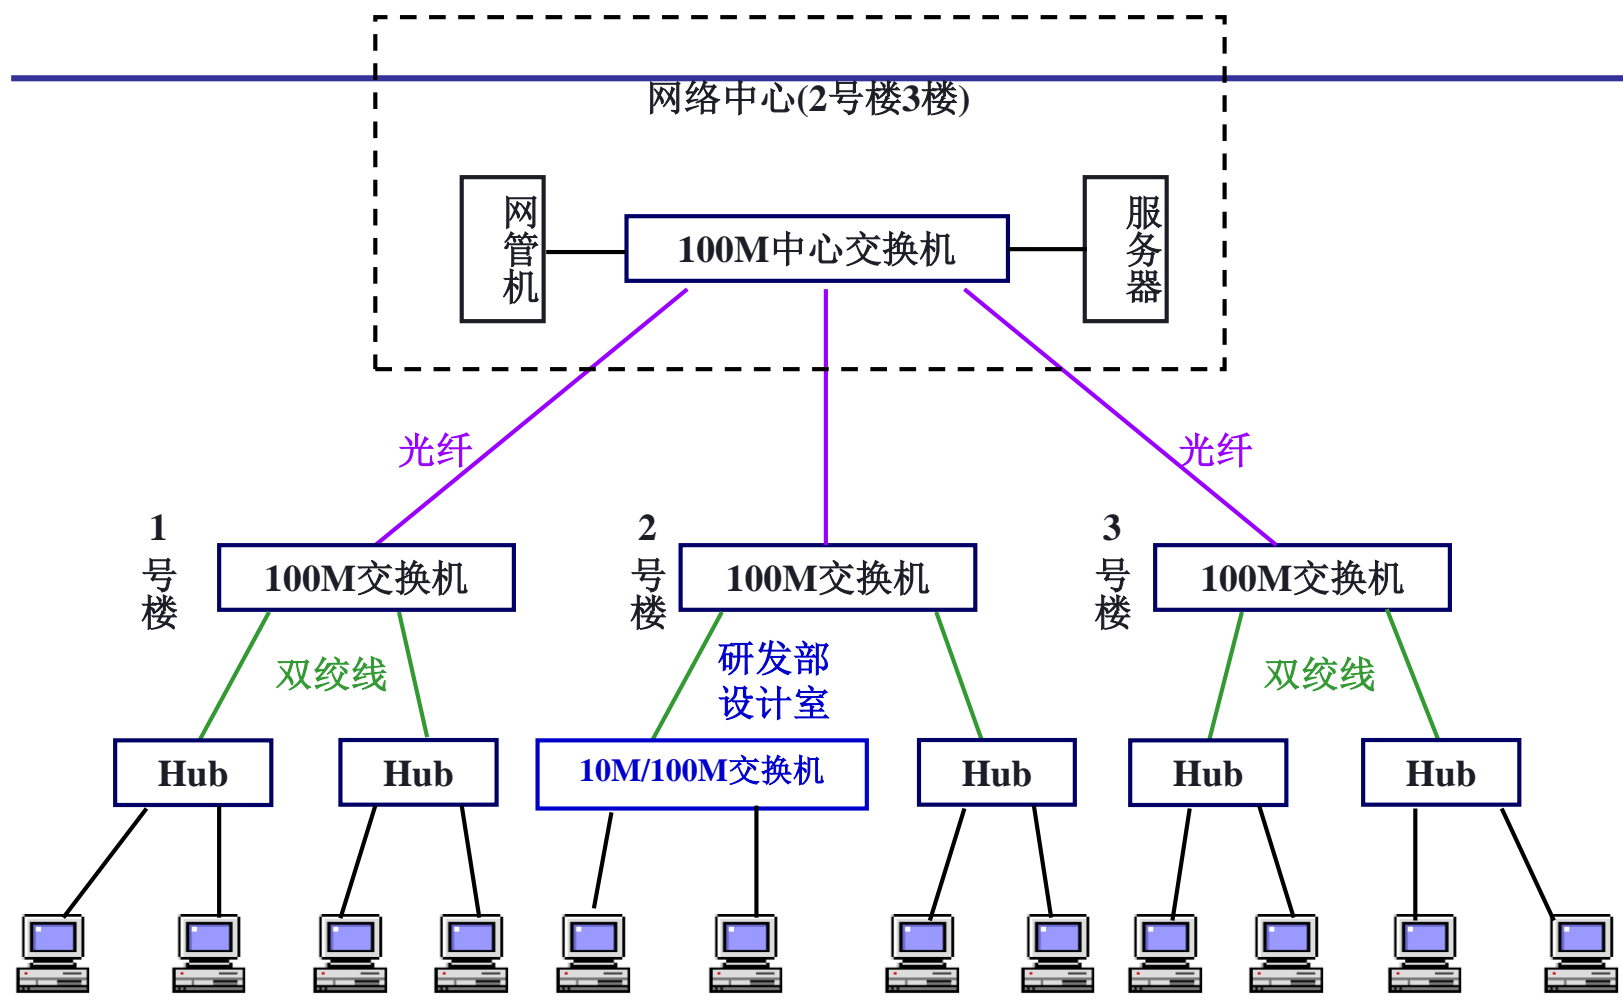 网络中心(2号楼3楼)
网管机
100M中心交换机
服务器
光纤
光纤
1号楼
100M交换机
2号楼
100M交换机
3号楼
100M交换机
双绞线
研发部
设计室
双绞线
Hub
Hub
10M/100M交换机
Hub
Hub
Hub